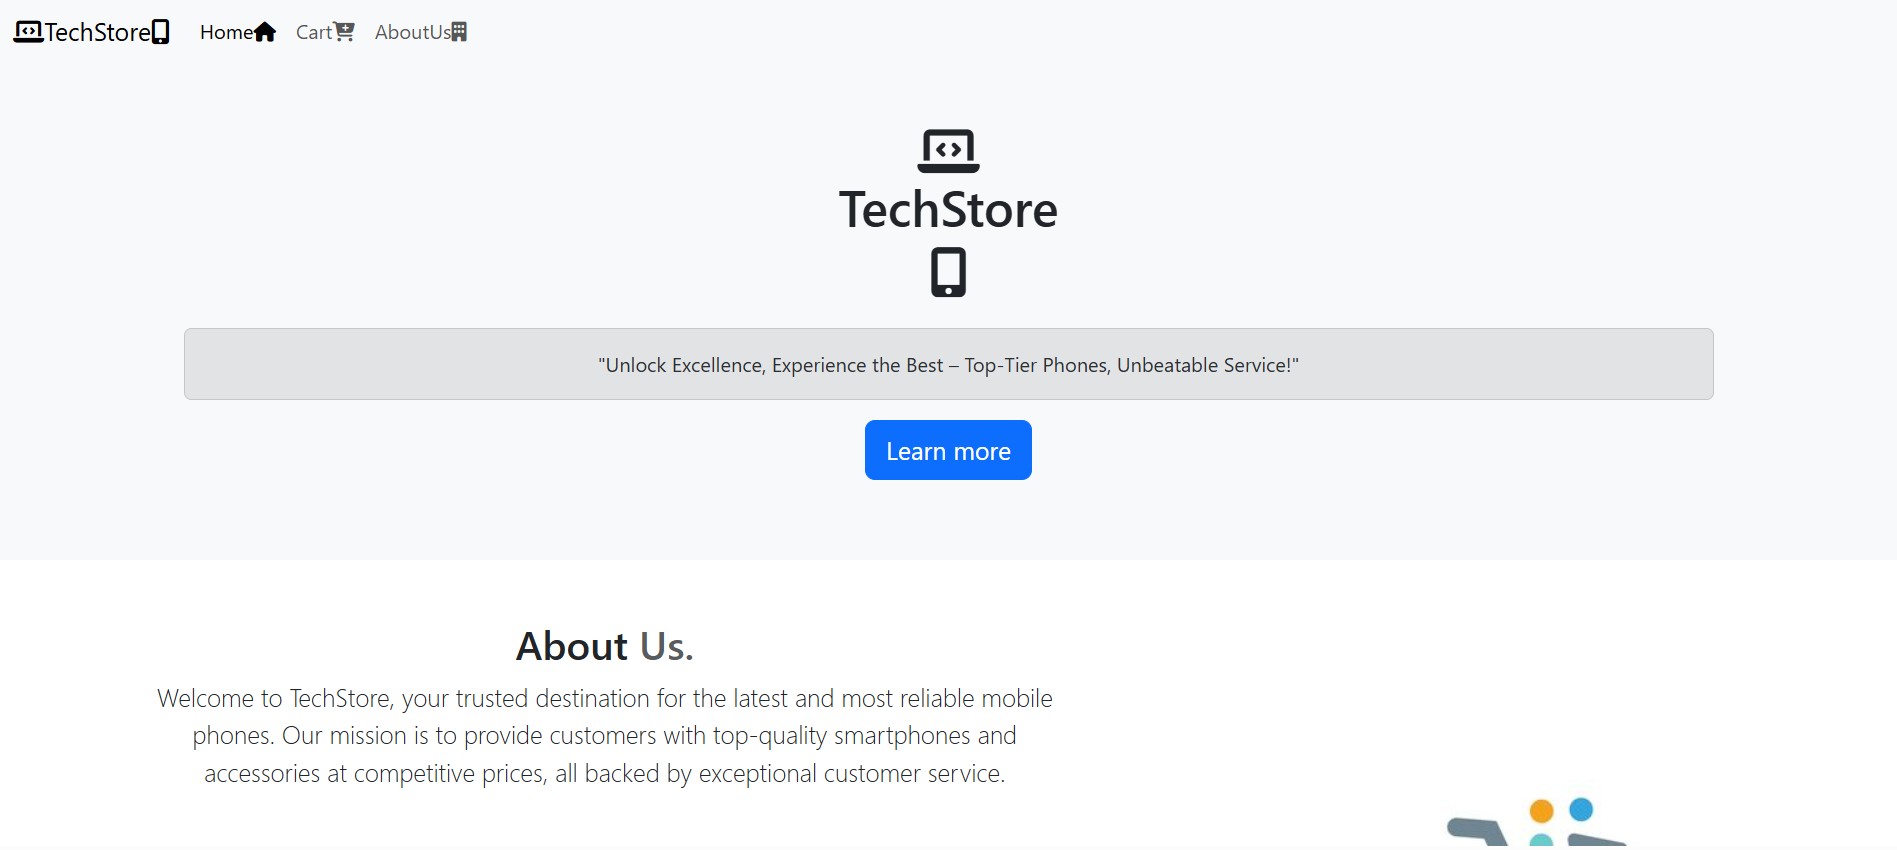 TechStore Home Cart AboutUs
TechStore
"Unlock Excellence, Experience the Best – Top-Tier Phones, Unbeatable Service!"
Learn more
About Us.
Welcome to TechStore, your trusted destination for the latest and most reliable mobile
phones. Our mission is to provide customers with top-quality smartphones and
accessories at competitive prices, all backed by exceptional customer service.